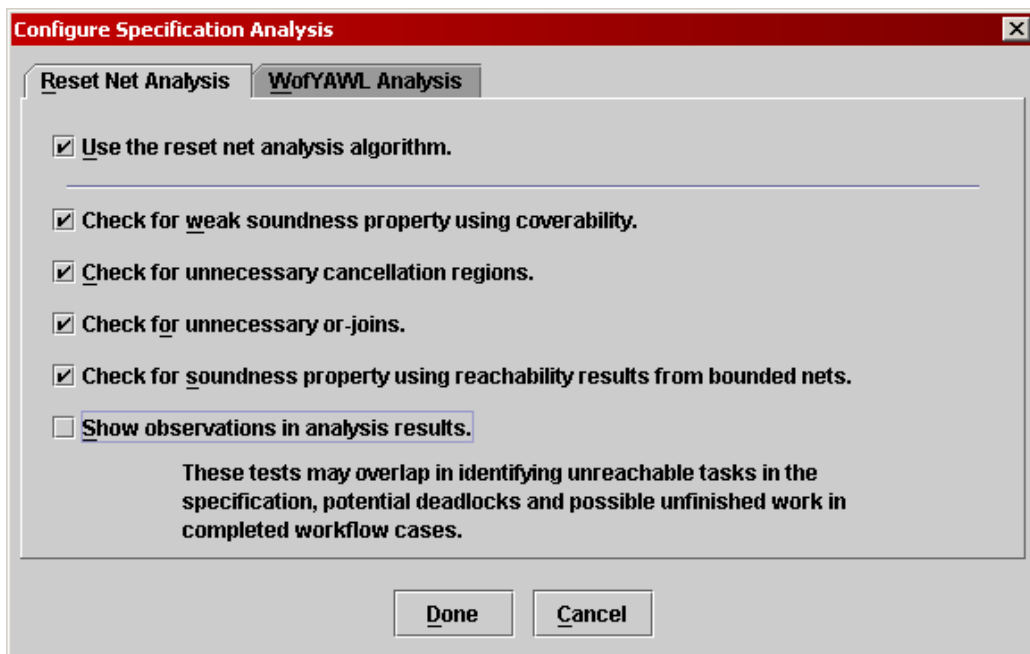 Configure Specification Analysis
Reset Net Analysis WofYAWL Analysis
Use the reset net analysis algorithm.
Check for weak soundness property using coverability.
Check for unnecessary cancellation regions.
Check for unnecessary or-joins.
Check for soundness property using reachability results from bounded nets.
Show observations in analysis results.
These tests may overlap in identifying unreachable tasks in the
specification, potential deadlocks and possible unfinished work in
completed workflow cases.
Done Cancel